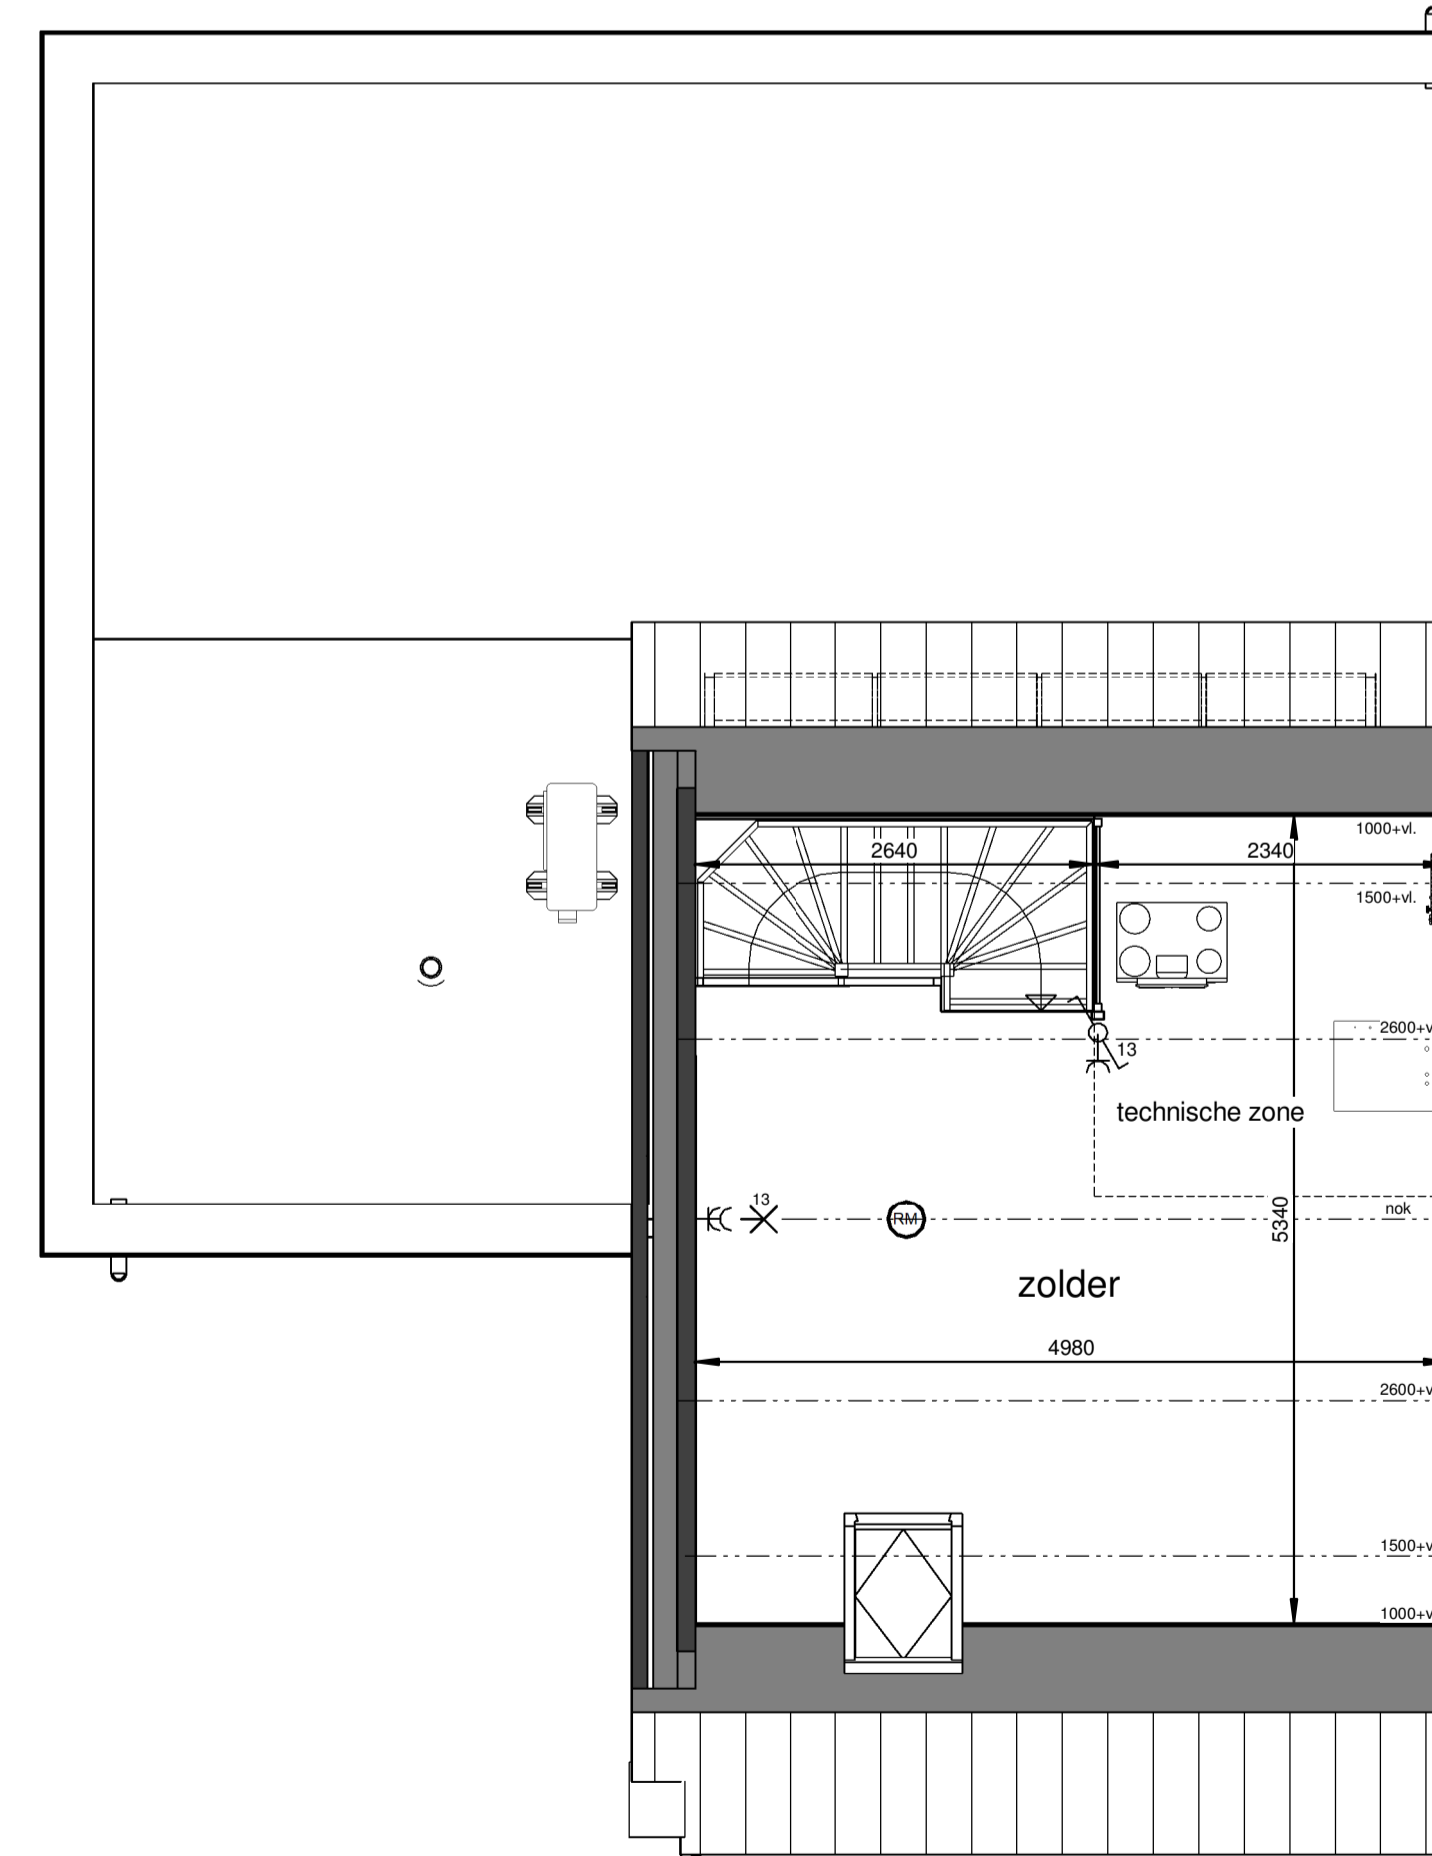 1000+vl.
2640
2340
1500+vl.
2600+v
13
technische zone
13
RM
nok
5340
zolder
4980
2600+v
1500+v
1000+v